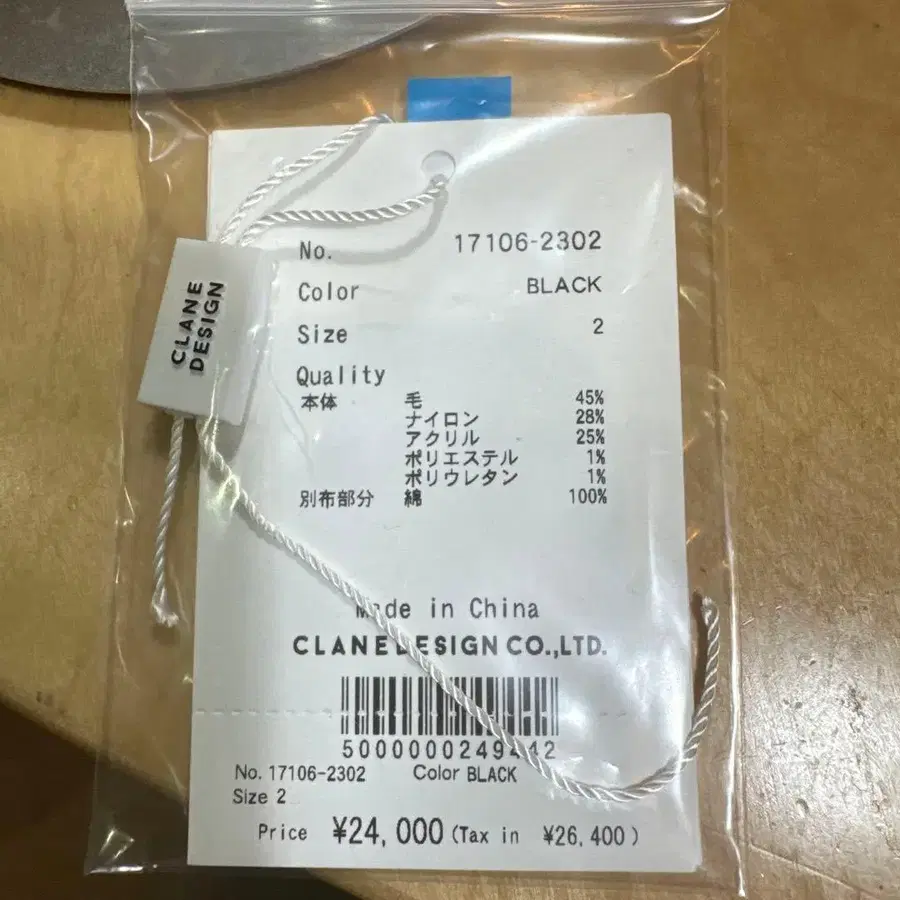 No. 17106-2302
Color BLACK
Size 2
CLANE
DESIGN
Quality
本体 毛 45%
ナイロン 28%
アクリル 25%
ポリエステル 1%
ポリウレタン 1%
別布部分 綿 100%
Made in China
CLANE DESIGN CO.,LTD.
5000000249442
No. 17106-2302 Color BLACK
Size 2
Price ¥24,000 (Tax in ¥26,400)